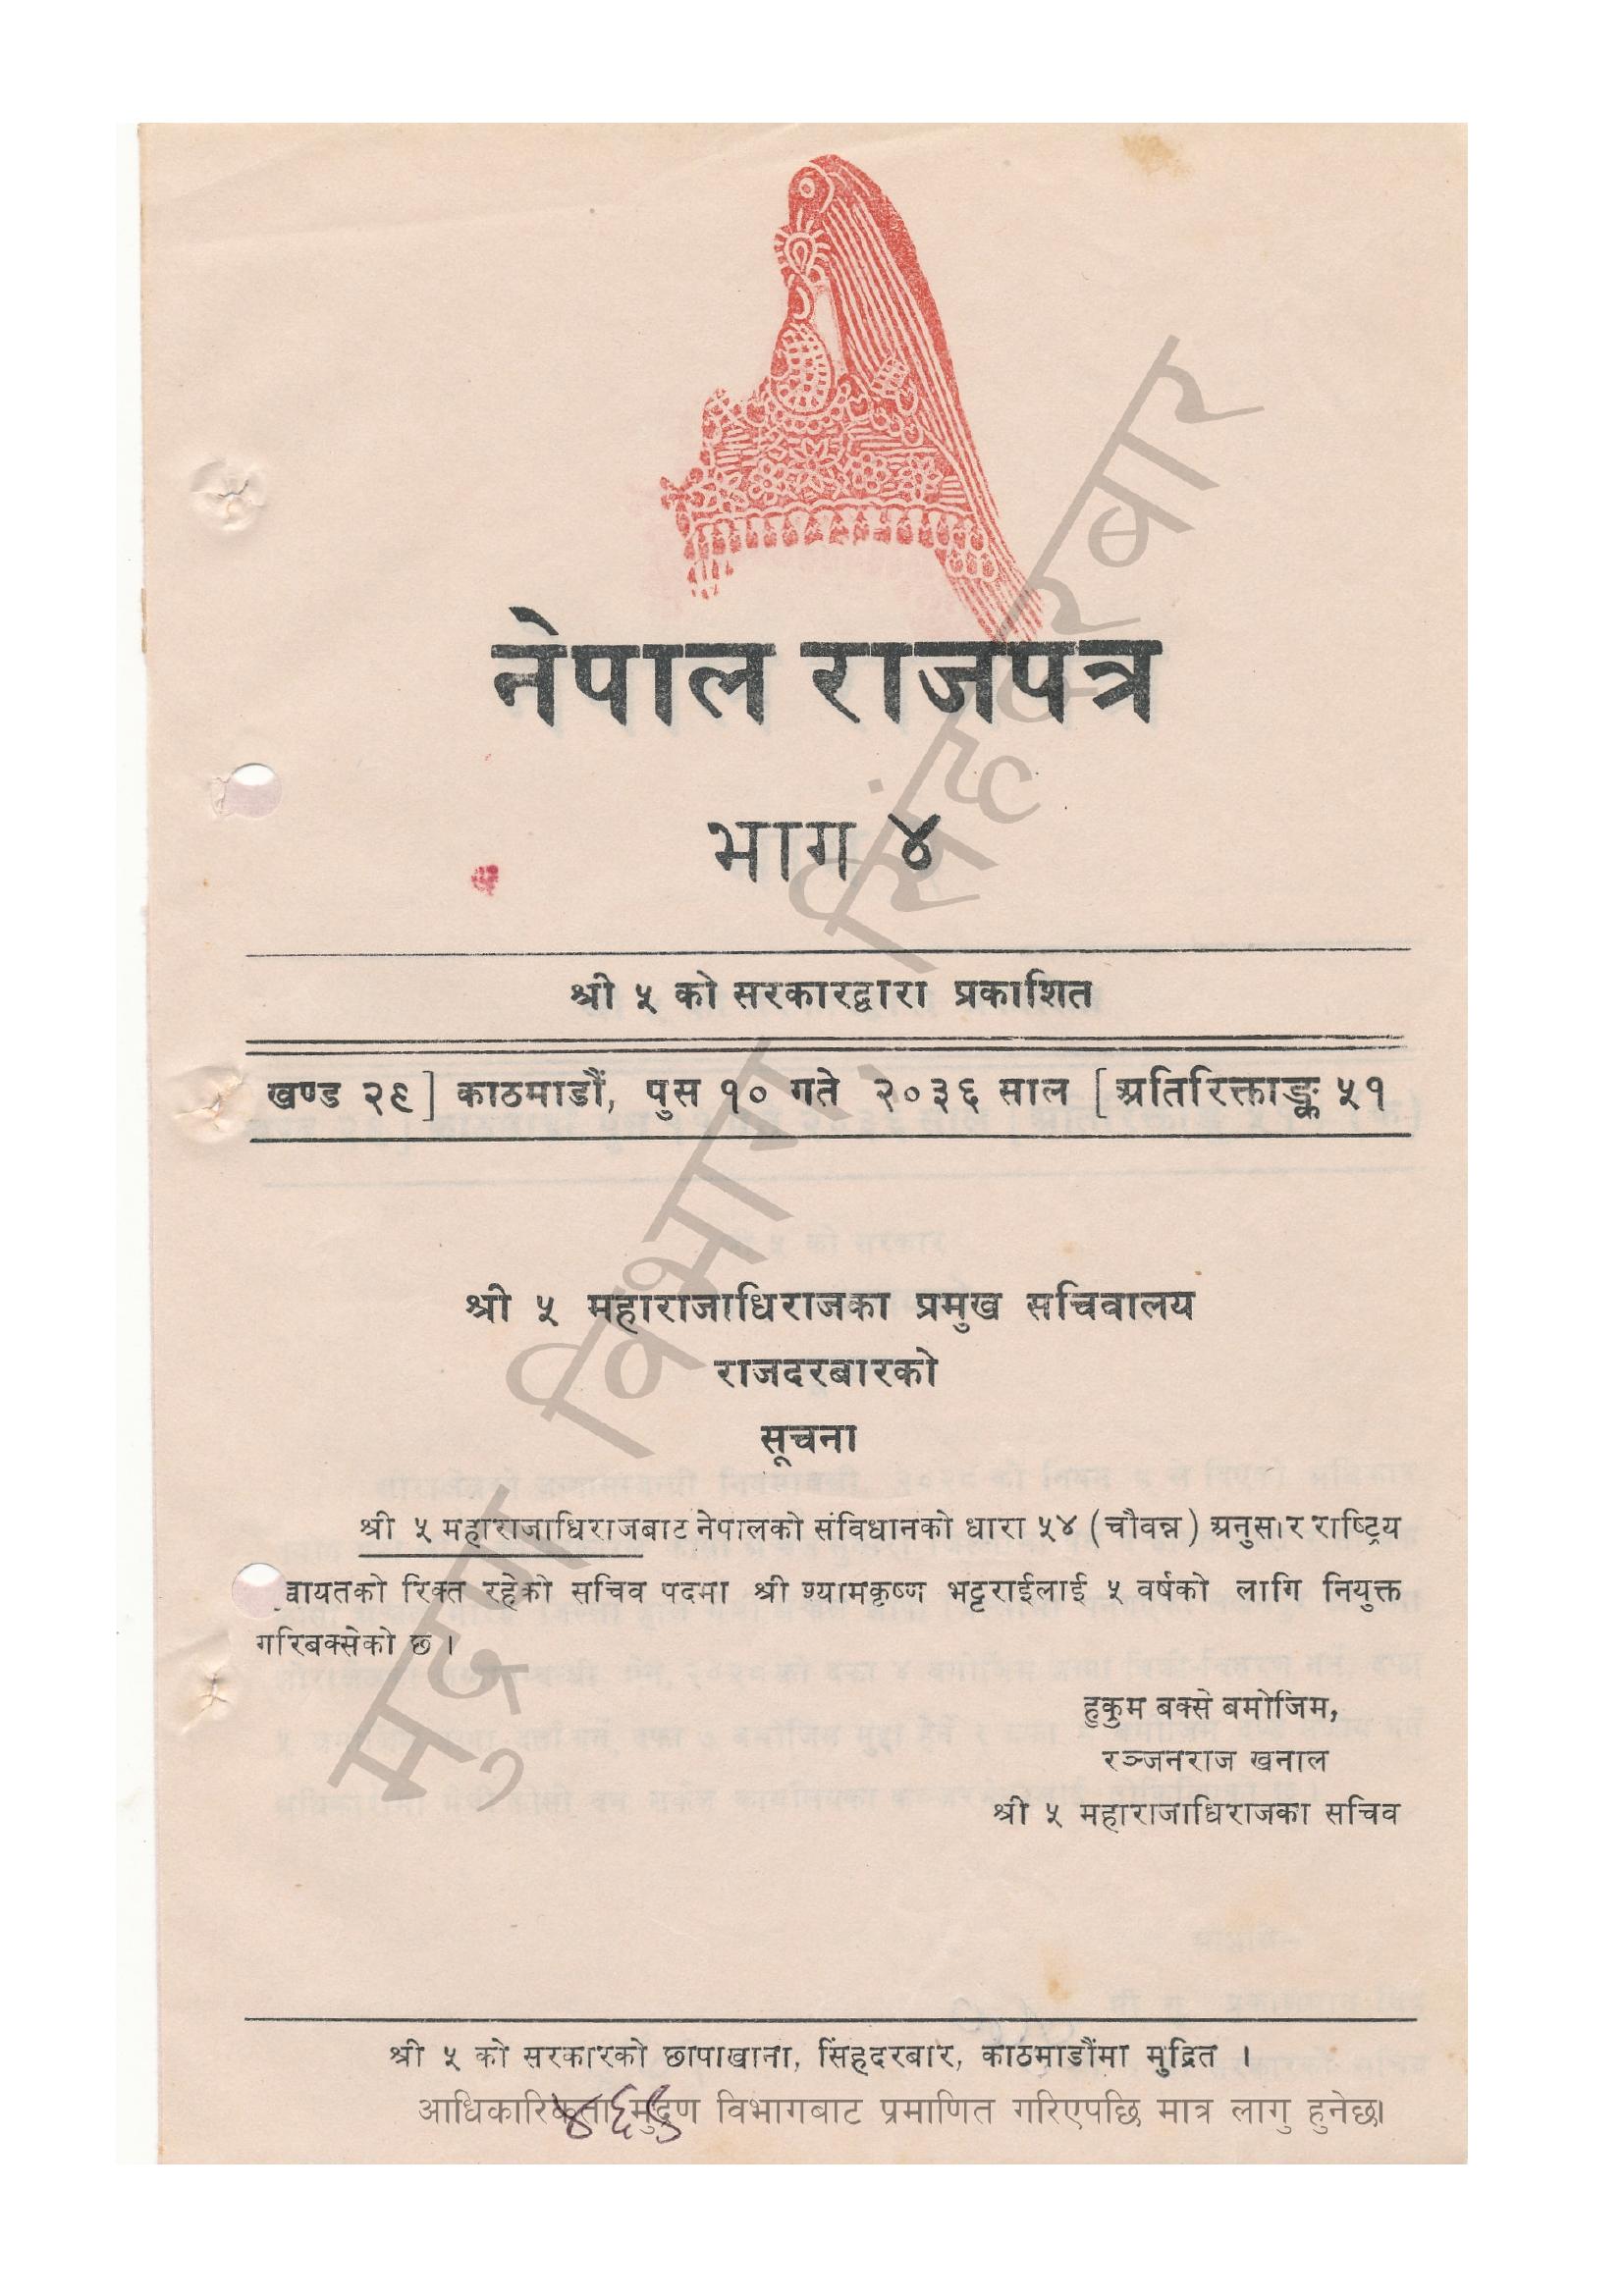 नेपाल राजपत्र
भाग ४
श्री ५ को सरकारद्वारा प्रकाशित
खण्ड २९] काठमाडौं, पुस १० गते २०३६ साल [अतिरिक्ताङ्क ५१
श्री ५ महाराजाधिराजका प्रमुख सचिवालय
राजदरबारको
सूचना
श्री ५ महाराजाधिराजबाट नेपालको संविधानको धारा ५४ (चौवन्न) अनुसार राष्ट्रिय
चायतको रिक्त रहेको सचिव पदमा श्री श्यामकृष्ण भट्टराईलाई ५ वर्षको लागि नियुक्त
गरिबक्सेको छ ।
हुकुम बक्से बमोजिम,
रञ्जनराज खनाल
श्री ५ महाराजाधिराजका सचिव
श्री ५ को सरकारको छापाखाना, सिंहदरबार, काठमाडौंमा मुद्रित ।
आधिकारिकता मुद्रण विभागबाट प्रमाणित गरिएपछि मात्र लागु हुनेछ।
४६९
मुद्रण विभाग, सिंहदरबार